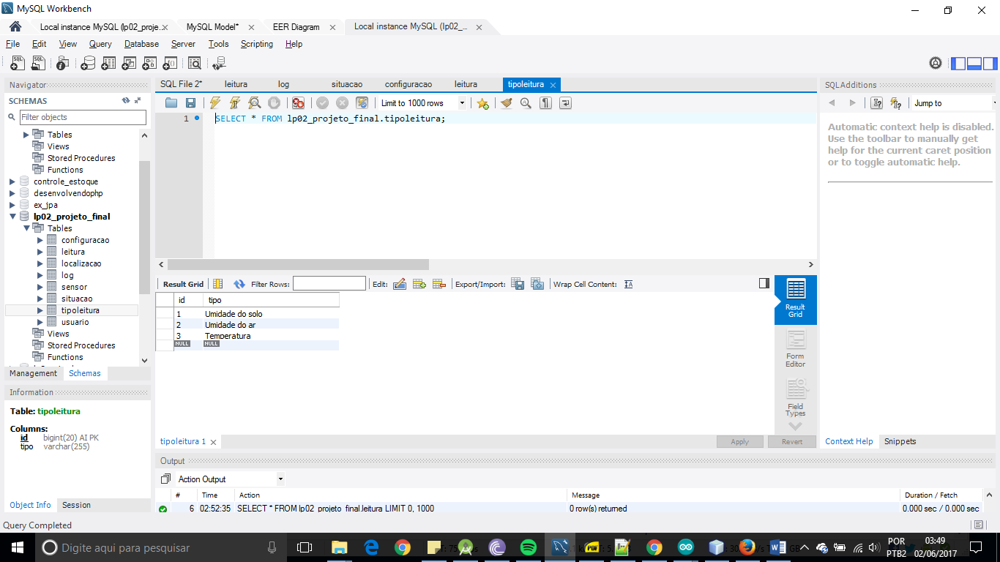 MySQL Workbench
Local instance MySQL (lp02_proje... MySQL Model* EER Diagram Local instance MySQL (lp02_...
File Edit View Query Database Server Tools Scripting Help
Navigator
SCHEMAS
Filter objects
Tables
Views
Stored Procedures
Functions
controle_estoque
desenvolvendophp
ex_jpa
lp02_projeto_final
Tables
configuracao
leitura
localizacao
log
sensor
situacao
tipoleitura
usuario
Views
Stored Procedures
Functions
Management Schemas
Information
Table: tipoleitura
Columns:
id bigint(20) AI PK
tipo varchar(255)
Object Info Session
SQL File 2* leitura log situacao configuracao leitura tipoleitura
Limit to 1000 rows
1 SELECT * FROM lp02_projeto_final.tipoleitura;
Result Grid Filter Rows: Edit: Export/Import: Wrap Cell Content:
id tipo
1 Umidade do solo
2 Umidade do ar
3 Temperatura
NULL NULL
Result Grid
Form Editor
Field Types
tipoleitura 1 Apply Revert
Output
Action Output
# Time Action Message Duration / Fetch
6 02:52:35 SELECT * FROM lp02_projeto_final.leitura LIMIT 0, 1000 0 row(s) returned 0.000 sec / 0.000 sec
SQLAdditions
Jump to
Automatic context help is disabled.
Use the toolbar to manually get
help for the current caret position
or to toggle automatic help.
Context Help Snippets
Query Completed
Digite aqui para pesquisar
POR 03:49
PTB2 02/06/2017